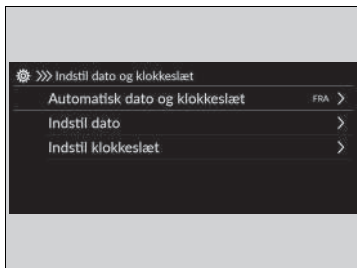 Indstil dato og klokkeslæt
Automatisk dato og klokkeslæt FRA
Indstil dato
Indstil klokkeslæt